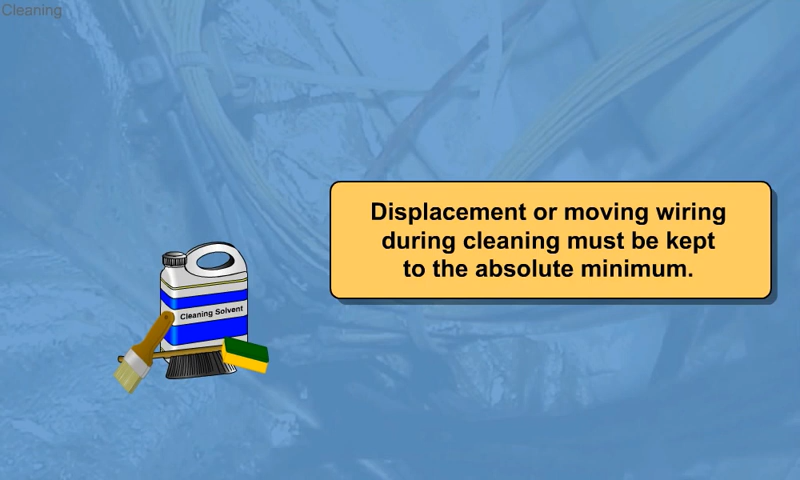 Cleaning
Displacement or moving wiring
during cleaning must be kept
to the absolute minimum.
Cleaning Solvent